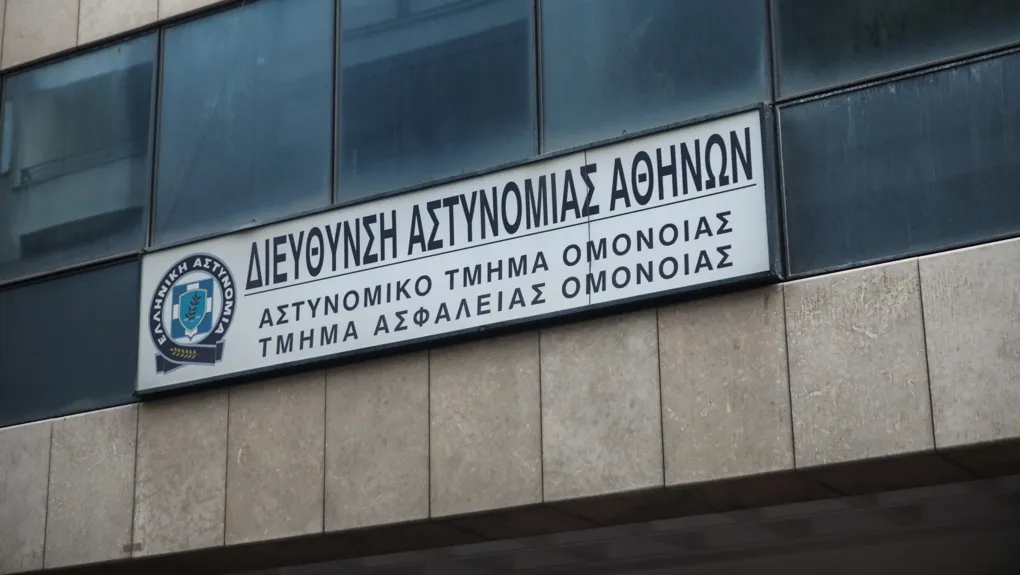 ΔΙΕΥΘΥΝΣΗ ΑΣΤΥΝΟΜΙΑΣ ΑΘΗΝΩΝ
ΑΣΤΥΝΟΜΙΚΟ ΤΜΗΜΑ ΟΜΟΝΟΙΑΣ
ΤΜΗΜΑ ΑΣΦΑΛΕΙΑΣ ΟΜΟΝΟΙΑΣ
ΕΛΛΗΝΙΚΗ ΑΣΤΥΝΟΜΙΑ